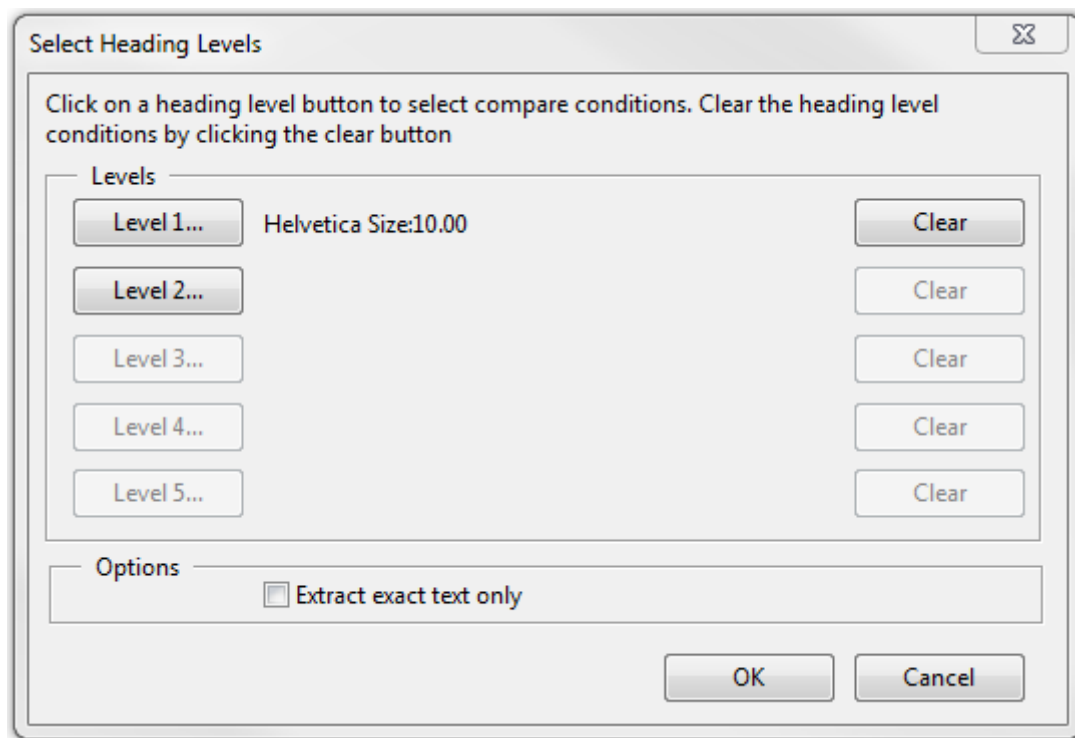 Select Heading Levels
Click on a heading level button to select compare conditions. Clear the heading level
conditions by clicking the clear button
Levels
Level 1... Helvetica Size:10.00 Clear
Level 2... Clear
Level 3... Clear
Level 4... Clear
Level 5... Clear
Options
Extract exact text only
OK Cancel